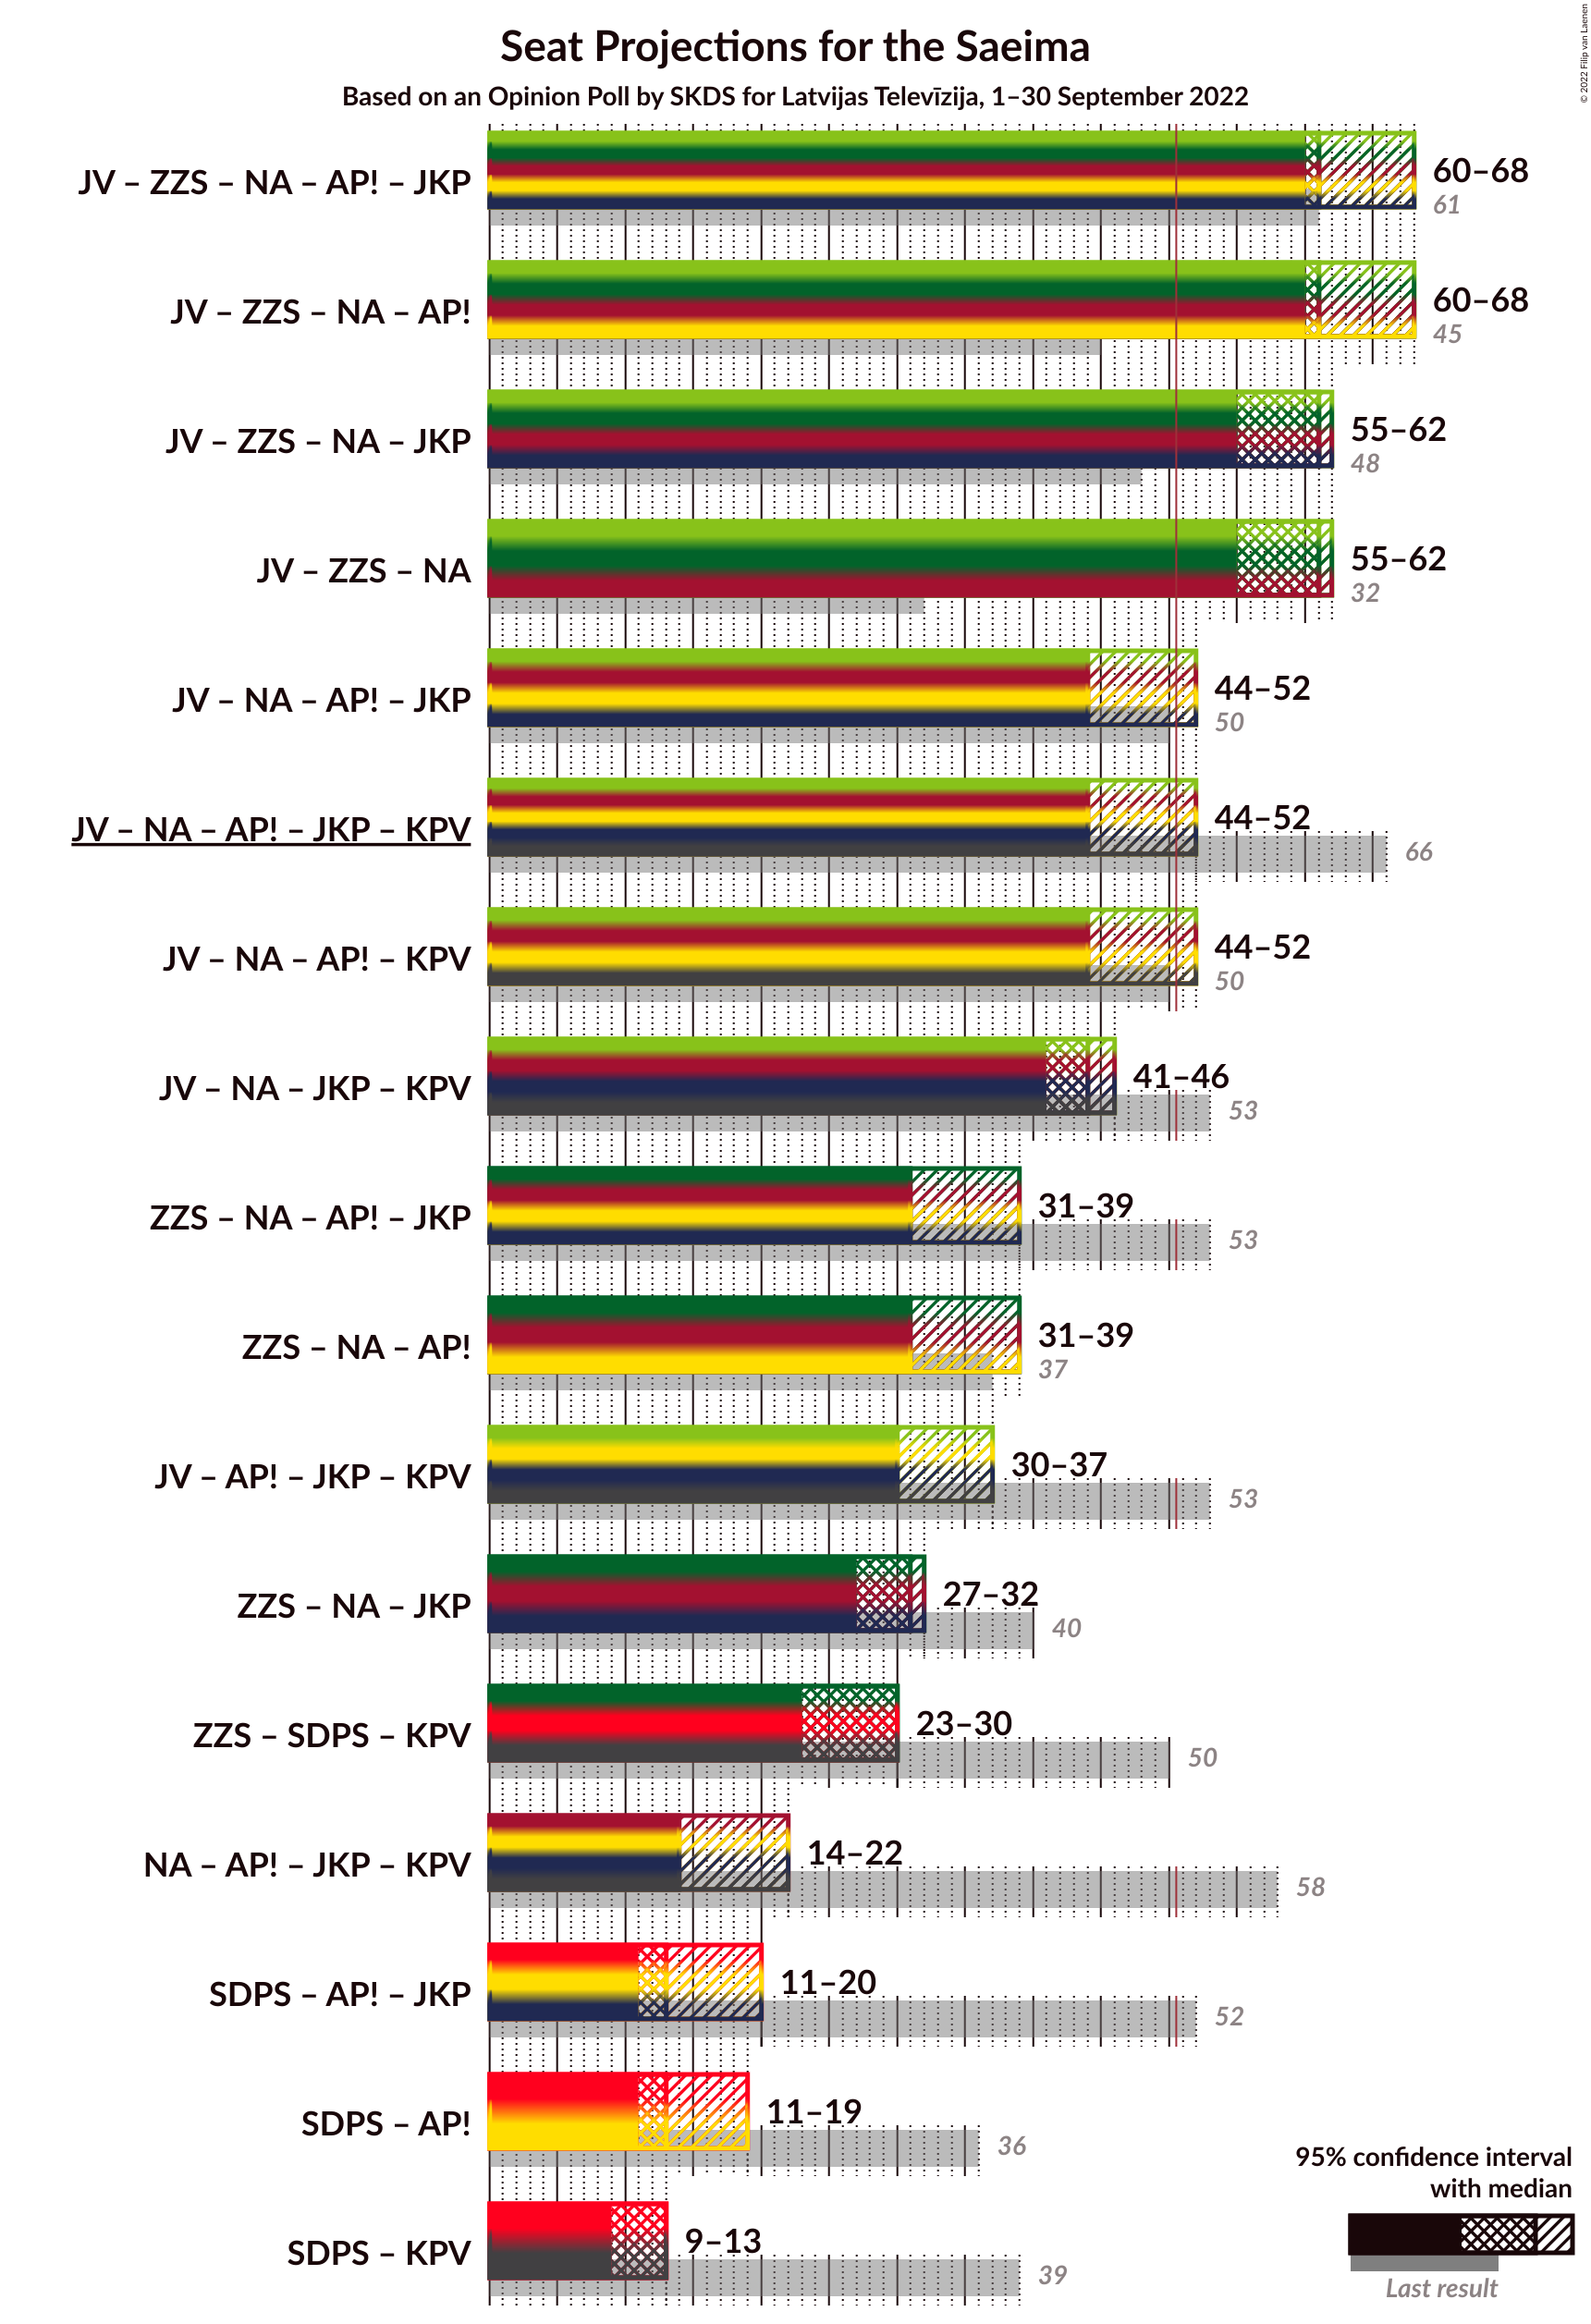 © 2022 Filip van Laenen
Seat Projections for the Saeima
Based on an Opinion Poll by SKDS for Latvijas Televīzija, 1–30 September 2022
JV – ZZS – NA – AP! – JKP
60–68
61
JV – ZZS – NA – AP!
60–68
45
JV – ZZS – NA – JKP
55–62
48
JV – ZZS – NA
55–62
32
JV – NA – AP! – JKP
44–52
50
JV – NA – AP! – JKP – KPV
44–52
66
JV – NA – AP! – KPV
44–52
50
JV – NA – JKP – KPV
41–46
53
ZZS – NA – AP! – JKP
31–39
53
ZZS – NA – AP!
31–39
37
JV – AP! – JKP – KPV
30–37
53
ZZS – NA – JKP
27–32
40
ZZS – SDPS – KPV
23–30
50
NA – AP! – JKP – KPV
14–22
58
SDPS – AP! – JKP
11–20
52
SDPS – AP!
11–19
36
SDPS – KPV
9–13
39
95% confidence interval
with median
Last result